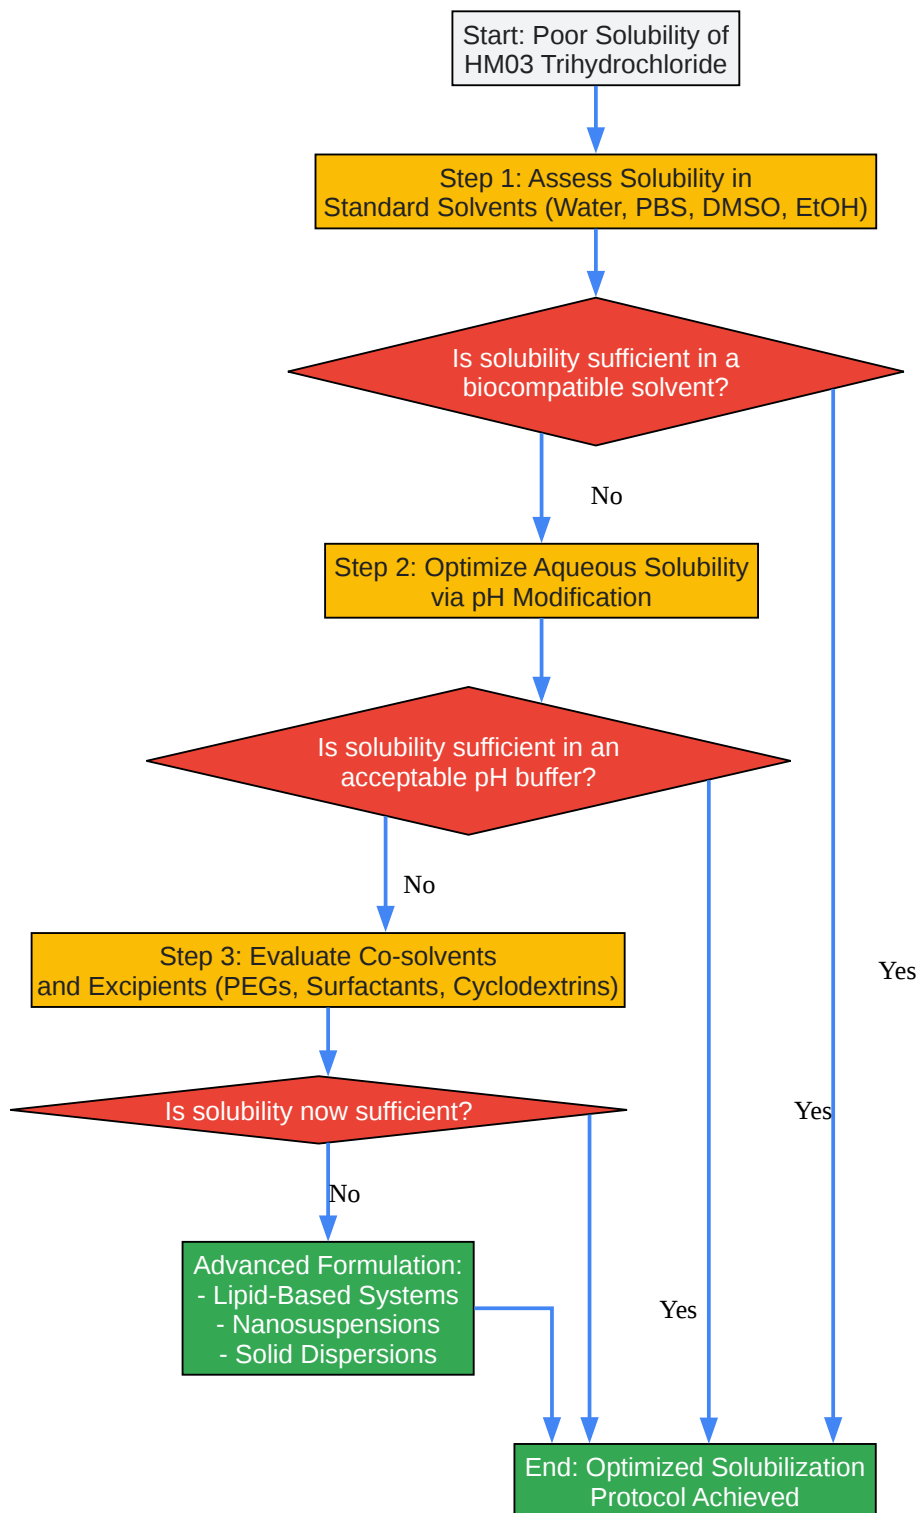 Start: Poor Solubility of
HM03 Trihydrochloride
Step 1: Assess Solubility in
Standard Solvents (Water, PBS, DMSO, EtOH)
Is solubility sufficient in a
biocompatible solvent?
No
Step 2: Optimize Aqueous Solubility
via pH Modification
Is solubility sufficient in an
acceptable pH buffer?
No
Step 3: Evaluate Co-solvents
and Excipients (PEGs, Surfactants, Cyclodextrins)
Yes
Is solubility now sufficient?
Yes
No
Advanced Formulation:
- Lipid-Based Systems
- Nanosuspensions
- Solid Dispersions
Yes
End: Optimized Solubilization
Protocol Achieved